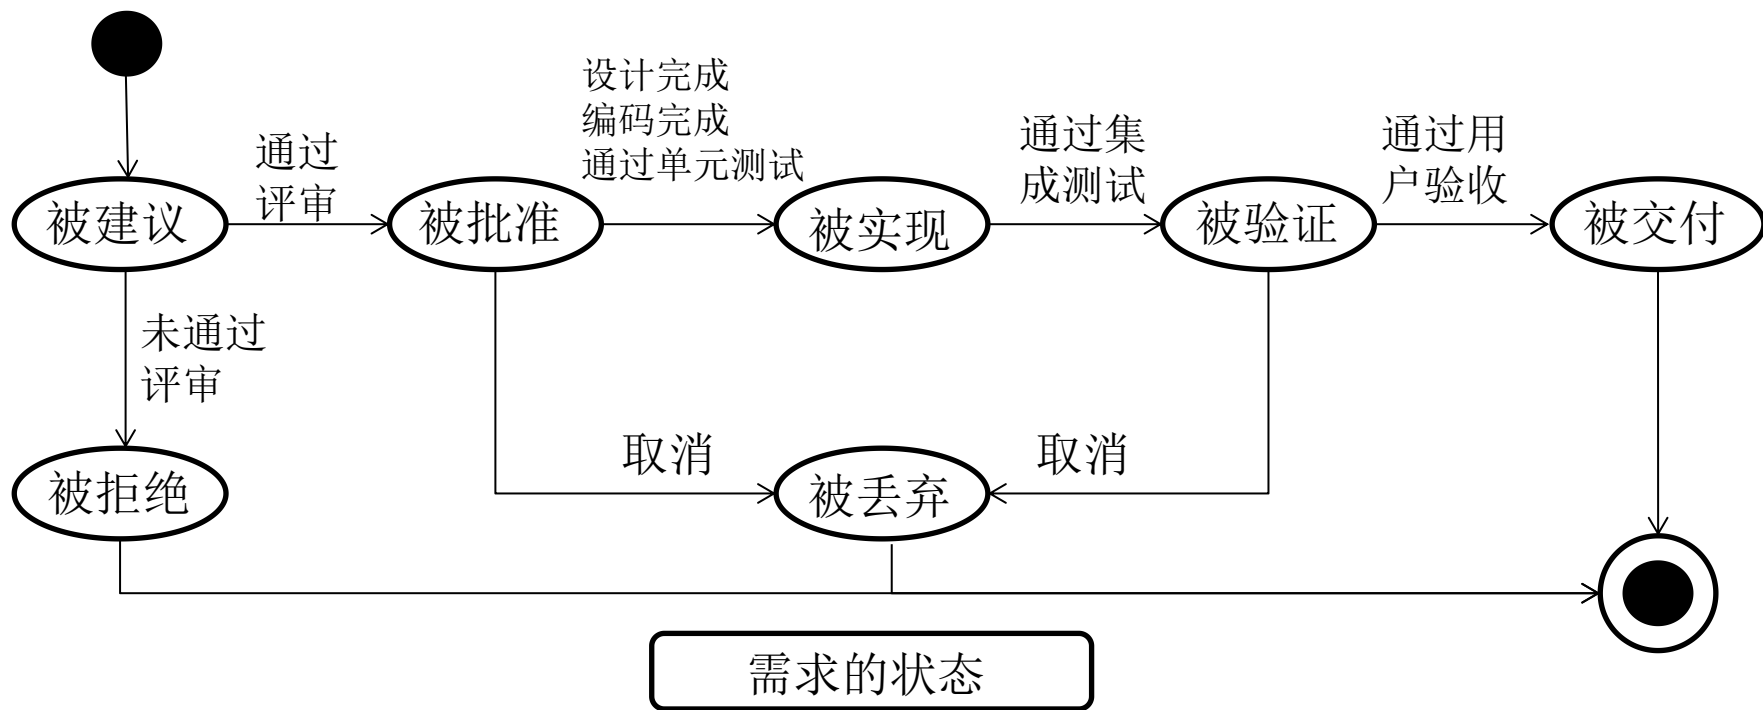 设计完成
编码完成
通过单元测试
通过
评审
通过集
成测试
通过用
户验收
被建议
被批准
被实现
被验证
被交付
未通过
评审
取消
取消
被拒绝
被丢弃
需求的状态